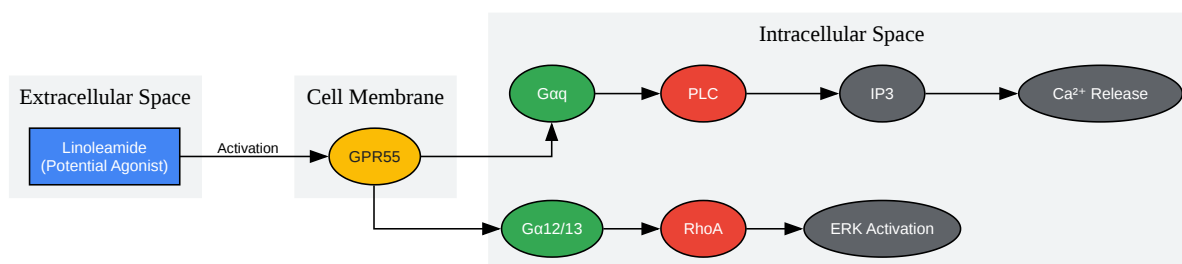 Extracellular Space
Linoleamide
(Potential Agonist)
Activation
Cell Membrane
GPR55
Intracellular Space
Gαq
PLC
IP3
Ca²⁺ Release
Gα12/13
RhoA
ERK Activation